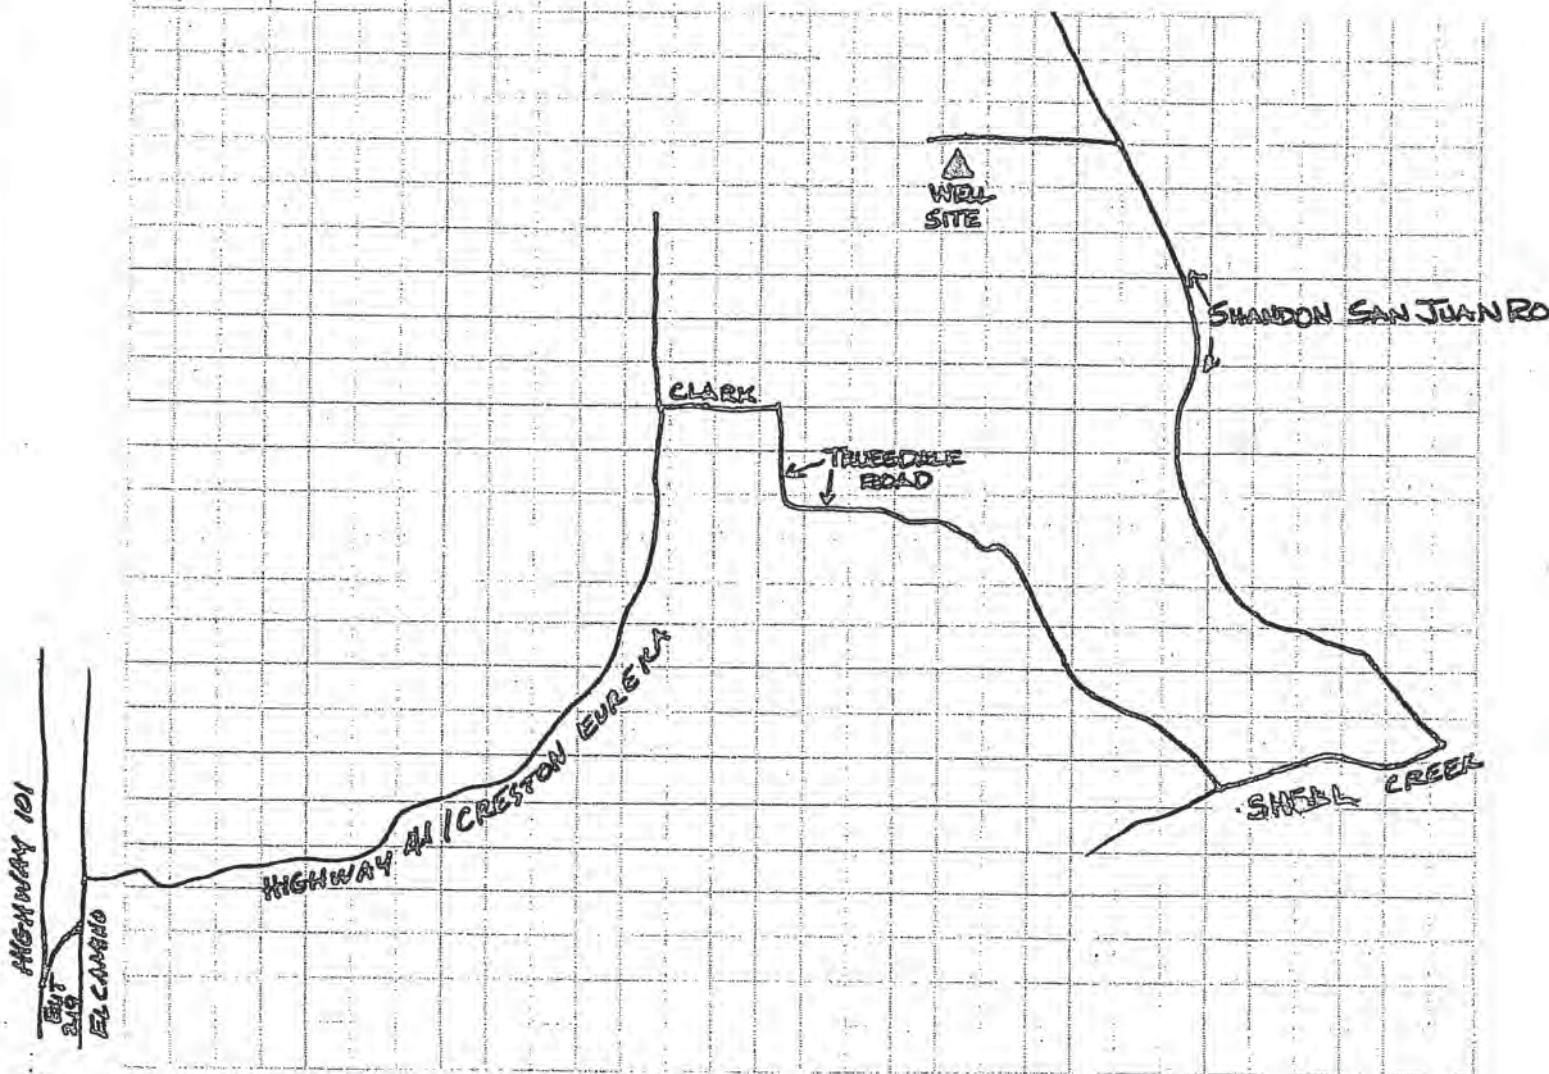 WELL
SITE
SHANDON SAN JUAN RD
CLARK
ROAD
HIGHWAY 41 / CRESTON EUREKA
SHELL CREEK
HIGHWAY 101
EXIT
219
EL CAMINO